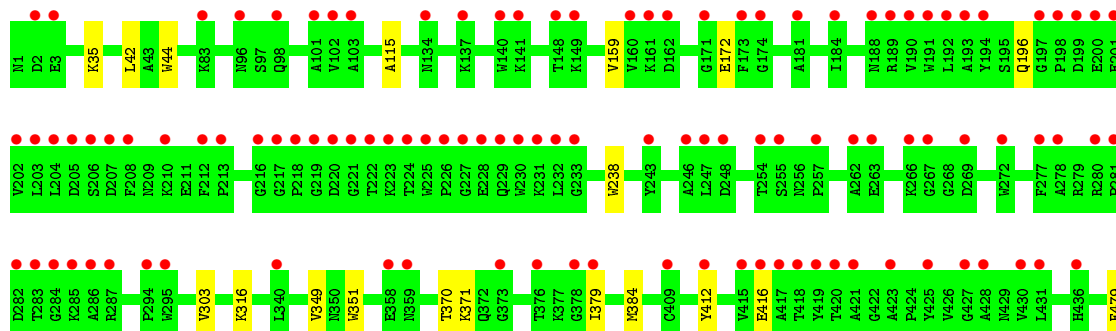 N1 D2 E3 K35 L42 A43 W44 K83 N96 S97 Q98 A101 V102 A103 A115 N134 K137 W140 K141 T148 K149 V159 V160 K161 D162 G171 E172 F173 G174 A181 I184 N188 R189 V190 W191 L192 A193 Y194 S195 Q196 G197 P198 D199 E200
V202 L203 L204 D205 S206 D207 F208 N209 K210 E211 F212 P213 G216 G217 P218 G219 D220 G221 T222 K223 T224 W225 P226 G227 E228 Q229 W230 K231 L232 G233 W238 Y243 A246 L247 D248 T254 S255 N256 P257 A262 E263 K266 G267 G268 D269 W272 F277 A278 R279 R280
D282 T283 G284 K285 A286 R287 P294 W295 V303 K316 L340 V349 N350 W351 E358 N359 T370 K371 Q372 G373 T376 K377 G378 I379 M384 C409 Y412 Y415 E416 A417 T418 Y419 T420 A421 G422 A423 P424 Y425 V426 G427 A428 N429 Y430 L431 H436